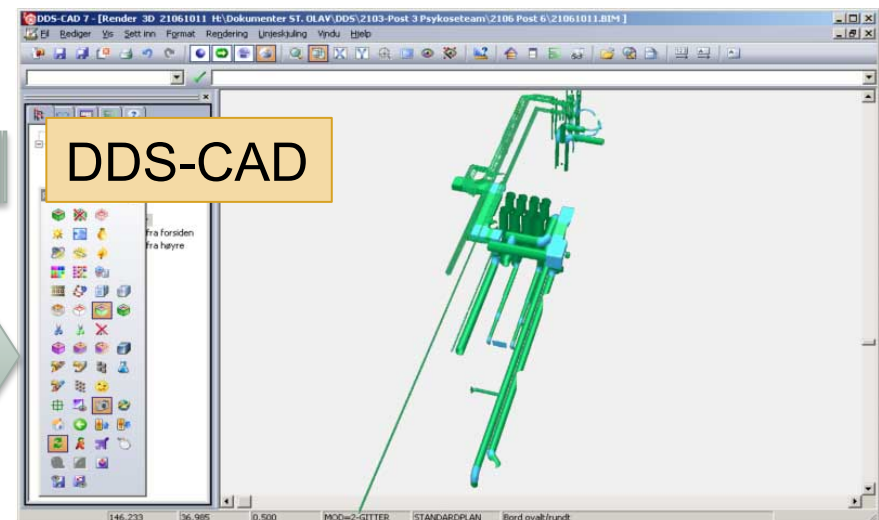 DDS-CAD 7 - [Render 3D 21061011 H:\Dokumenter ST. OLAV\DDS\2103-Post 3 Psykoseteam\2106 Post 6\21061011.BIM ]
Fil Rediger Vis Sett inn Format Rendering Linjeskjuling Vindu Hjelp
DDS-CAD
fra forsiden
fra høyre
146.233 36.985 0.500 MOD=2-GITTER STANDARDPLAN Bord ovalt/rundt